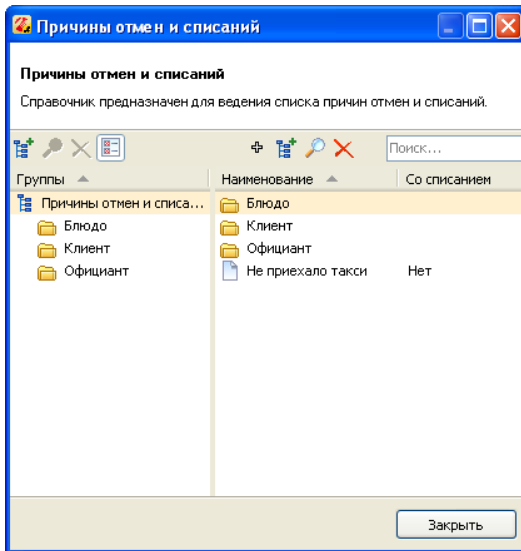 Причины отмен и списаний
Причины отмен и списаний
Справочник предназначен для ведения списка причин отмен и списаний.
Поиск...
Группы Наименование Со списанием
Причины отмен и списа... Блюдо
Блюдо Клиент
Клиент Официант
Официант Не приехало такси Нет
Закрыть